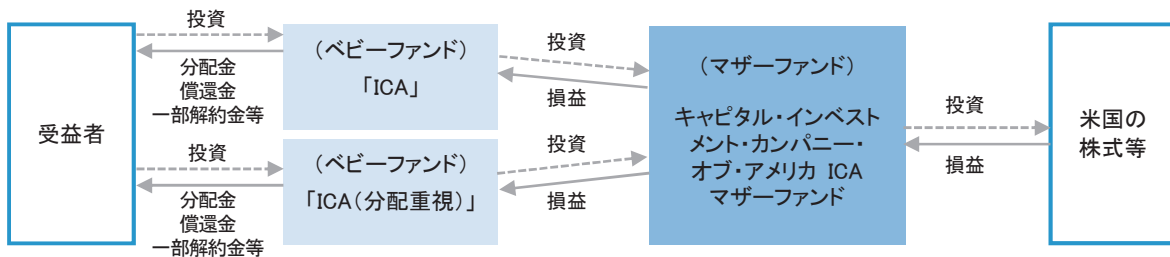 受益者
投資
分配金
償還金
一部解約金等
投資
分配金
償還金
一部解約金等
(ベビーファンド)
「ICA」
(ベビーファンド)
「ICA(分配重視)」
投資
損益
投資
損益
(マザーファンド)
キャピタル・インベスト
メント・カンパニー・
オブ・アメリカ ICA
マザーファンド
投資
損益
米国の
株式等